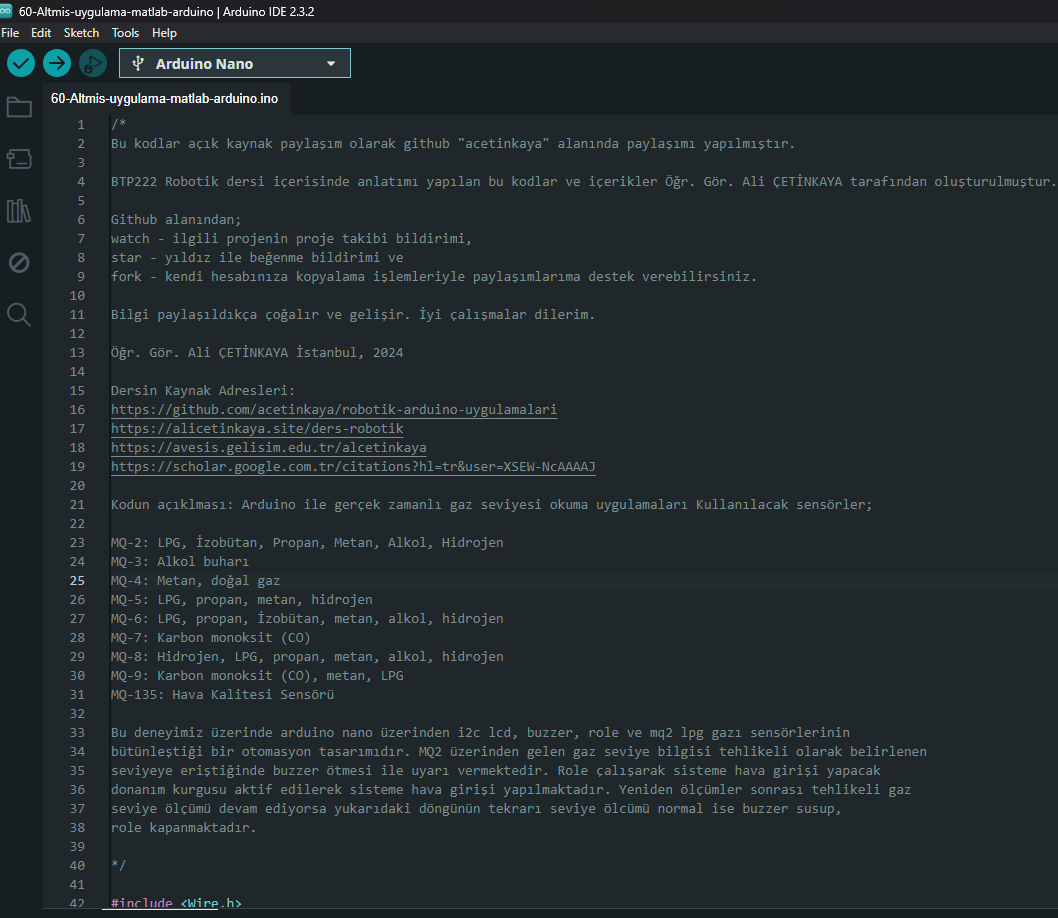 60-Altmis-uygulama-matlab-arduino | Arduino IDE 2.3.2
File Edit Sketch Tools Help
Arduino Nano
60-Altmis-uygulama-matlab-arduino.ino
1 /*
2 Bu kodlar açık kaynak paylaşım olarak github "acetinkaya" alanında paylaşımı yapılmıştır.
3
4 BTP222 Robotik dersi içerisinde anlatımı yapılan bu kodlar ve içerikler Öğr. Gör. Ali ÇETİNKAYA tarafından oluşturulmuştur.
5
6 Github alanından;
7 watch - ilgili projenin proje takibi bildirimi,
8 star - yıldız ile beğenme bildirimi ve
9 fork - kendi hesabınıza kopyalama işlemleriyle paylaşımlarıma destek verebilirsiniz.
10
11 Bilgi paylaşıldıkça çoğalır ve gelişir. İyi çalışmalar dilerim.
12
13 Öğr. Gör. Ali ÇETİNKAYA İstanbul, 2024
14
15 Dersin Kaynak Adresleri:
16 https://github.com/acetinkaya/robotik-arduino-uygulamalari
17 https://alicetinkaya.site/ders-robotik
18 https://avesis.gelisim.edu.tr/alcetinkaya
19 https://scholar.google.com.tr/citations?hl=tr&user=XSEW-NcAAAAJ
20
21 Kodun açıklması: Arduino ile gerçek zamanlı gaz seviyesi okuma uygulamaları Kullanılacak sensörler;
22
23 MQ-2: LPG, İzobütan, Propan, Metan, Alkol, Hidrojen
24 MQ-3: Alkol buharı
25 MQ-4: Metan, doğal gaz
26 MQ-5: LPG, propan, metan, hidrojen
27 MQ-6: LPG, propan, İzobütan, metan, alkol, hidrojen
28 MQ-7: Karbon monoksit (CO)
29 MQ-8: Hidrojen, LPG, propan, metan, alkol, hidrojen
30 MQ-9: Karbon monoksit (CO), metan, LPG
31 MQ-135: Hava Kalitesi Sensörü
32
33 Bu deneyimiz üzerinde arduino nano üzerinden i2c lcd, buzzer, role ve mq2 lpg gazı sensörlerinin
34 bütünleştiği bir otomasyon tasarımıdır. MQ2 üzerinden gelen gaz seviye bilgisi tehlikeli olarak belirlenen
35 seviyeye eriştiğinde buzzer ötmesi ile uyarı vermektedir. Role çalışarak sisteme hava girişi yapacak
36 donanım kurgusu aktif edilerek sisteme hava girişi yapılmaktadır. Yeniden ölçümler sonrası tehlikeli gaz
37 seviye ölçümü devam ediyorsa yukarıdaki döngünün tekrarı seviye ölcümü normal ise buzzer susup,
38 role kapanmaktadır.
39
40 */
41
42 #include <Wire.h>